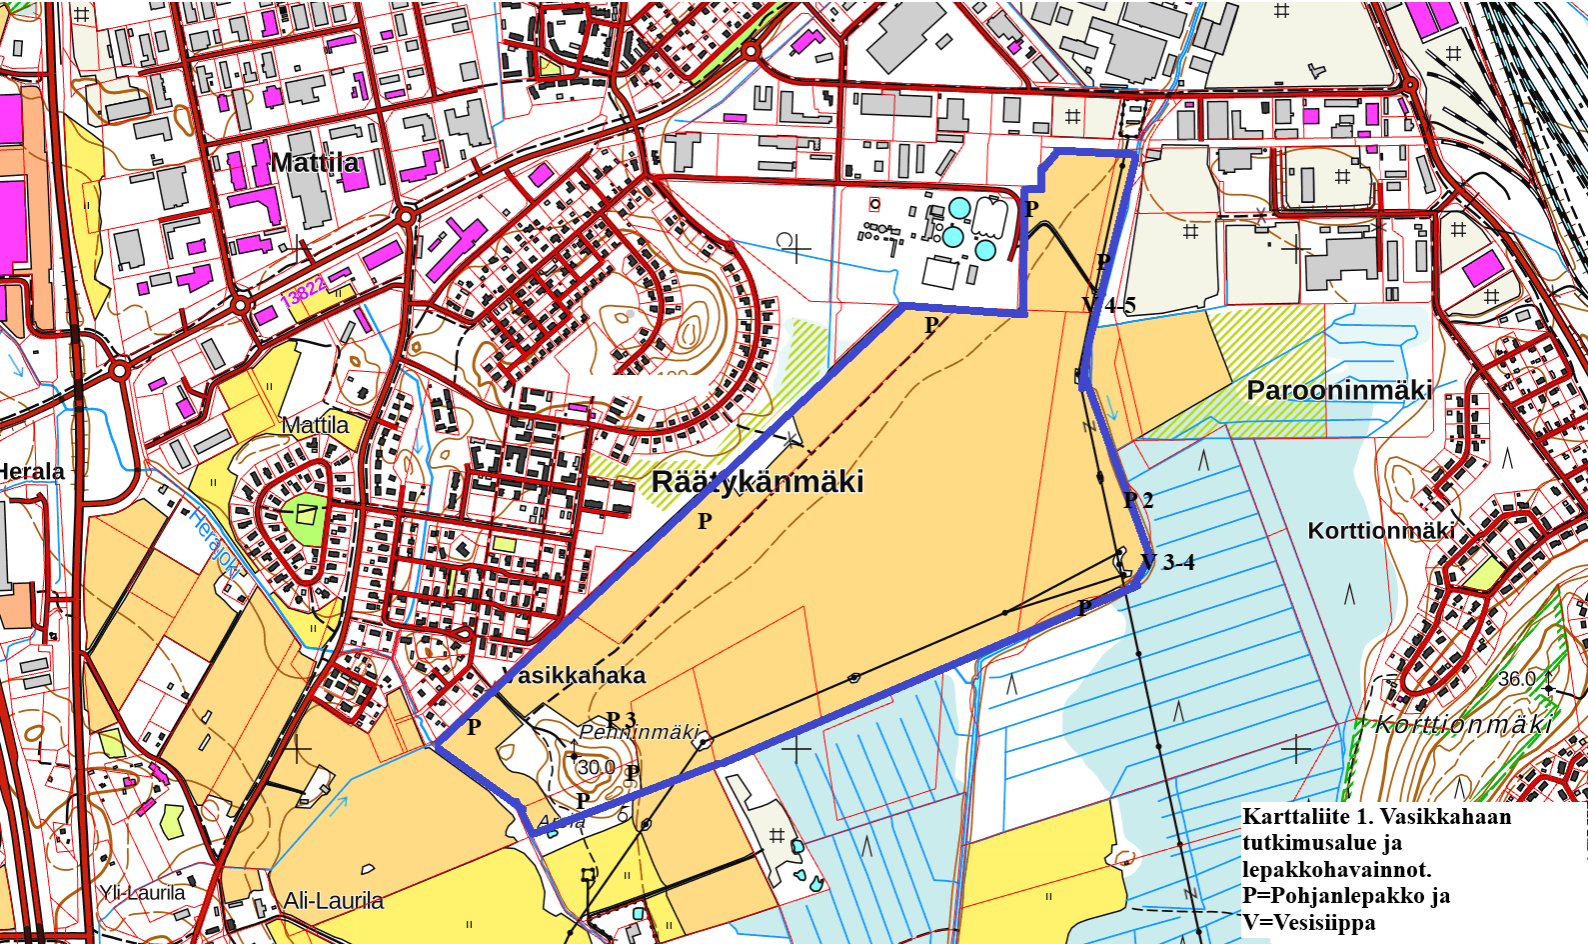 Mattila
P
P
13822
V 4-5
P
Parooninmäki
Mattila
Herala
Räätykänmäki
P 2
P
Herajoki
Korttionmäki
V 3-4
P
Vasikkahaka
36.0
P 3
P
Penninmäki
Korttionmäki
30.0
P
P
Karttaliite 1. Vasikkahaan
tutkimusalue ja
lepakkohavainnot.
P=Pohjanlepakko ja
V=Vesisiippa
Yli-Laurila
Ali-Laurila